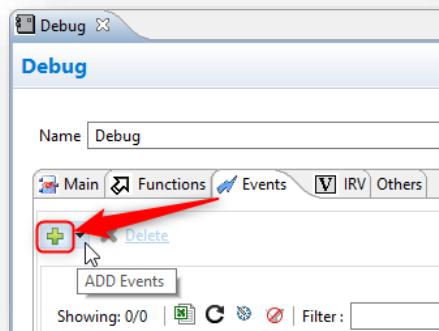 Debug
Debug
Name Debug
Main Functions Events V IRV Others
Delete
ADD Events
Showing: 0/0 Filter :